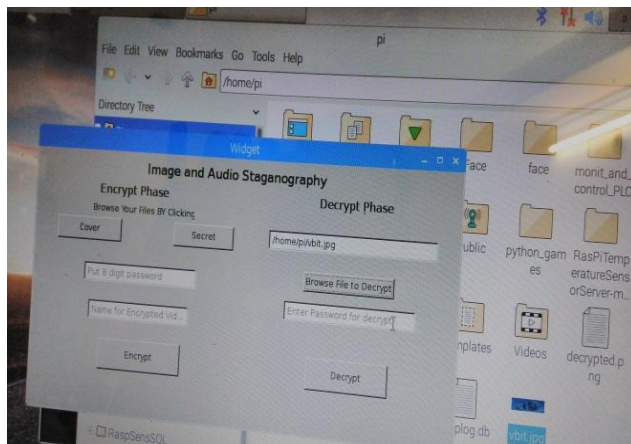 pi
File Edit View Bookmarks Go Tools Help
/home/pi
Directory Tree
Face
face
monit_and_
control_PLC
Widget
Image and Audio Staganography
Encrypt Phase
Decrypt Phase
Browse Your Files BY Clicking
Cover
Secret
/home/pi/vbit.jpg
Put 8 digit password
Browse File to Decrypt
Name for Encrypted Vid...
Enter Password for decrypt
Encrypt
Decrypt
ublic
python_gam
es
RasPiTemp
eratureSens
orServer-m...
mplates
Videos
decrypted.p
ng
plog.db
vbit.jpg
RaspSensSQL